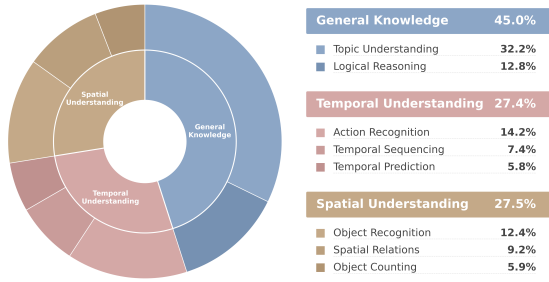 Spatial
Understanding
General
Knowledge
Temporal
Understanding
General Knowledge 45.0%
Topic Understanding 32.2%
Logical Reasoning 12.8%
Temporal Understanding 27.4%
Action Recognition 14.2%
Temporal Sequencing 7.4%
Temporal Prediction 5.8%
Spatial Understanding 27.5%
Object Recognition 12.4%
Spatial Relations 9.2%
Object Counting 5.9%